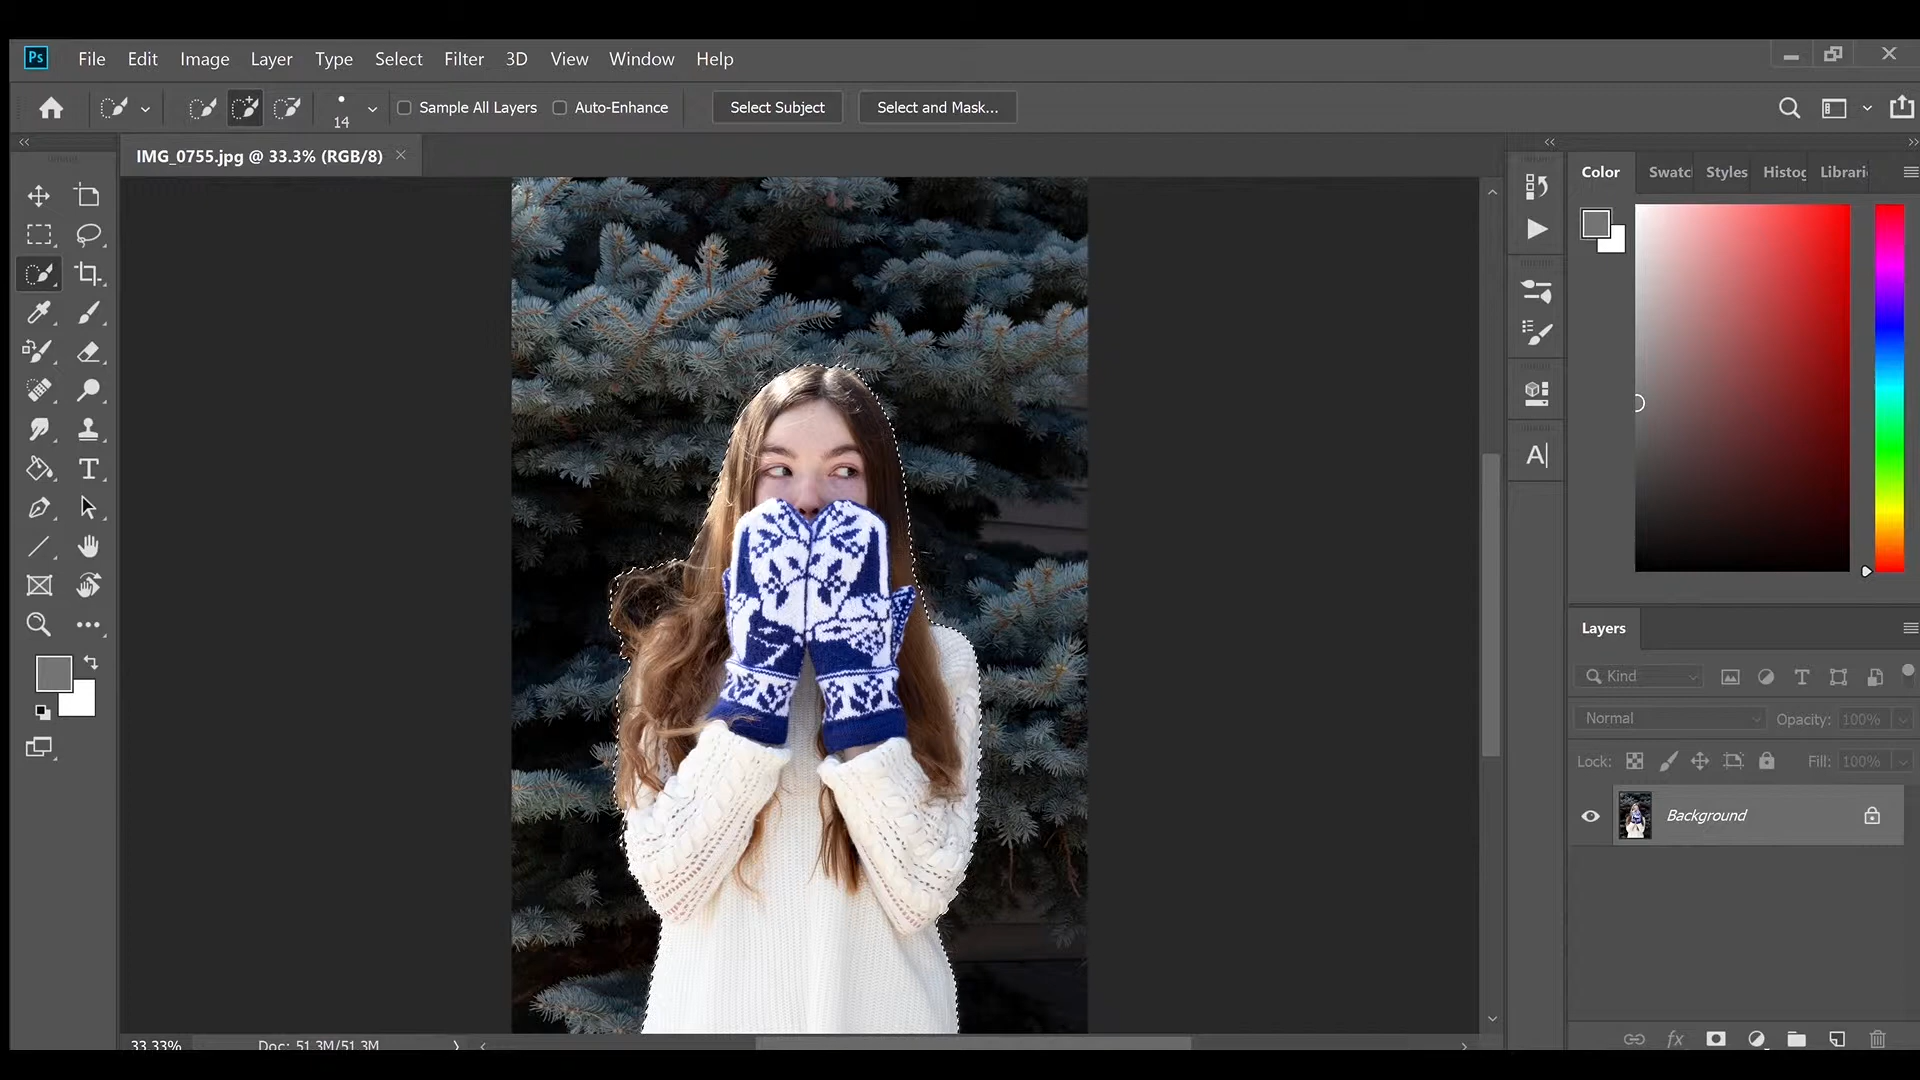 Ps File Edit Image Layer Type Select Filter 3D View Window Help
14 Sample All Layers Auto-Enhance Select Subject Select and Mask...
IMG_0755.jpg @ 33.3% (RGB/8)
Color Swatc Styles Histog Librari
Layers
Kind
Normal Opacity: 100%
Lock: Fill: 100%
Background
fx
33.33% Doc: 51.3M/51.3M